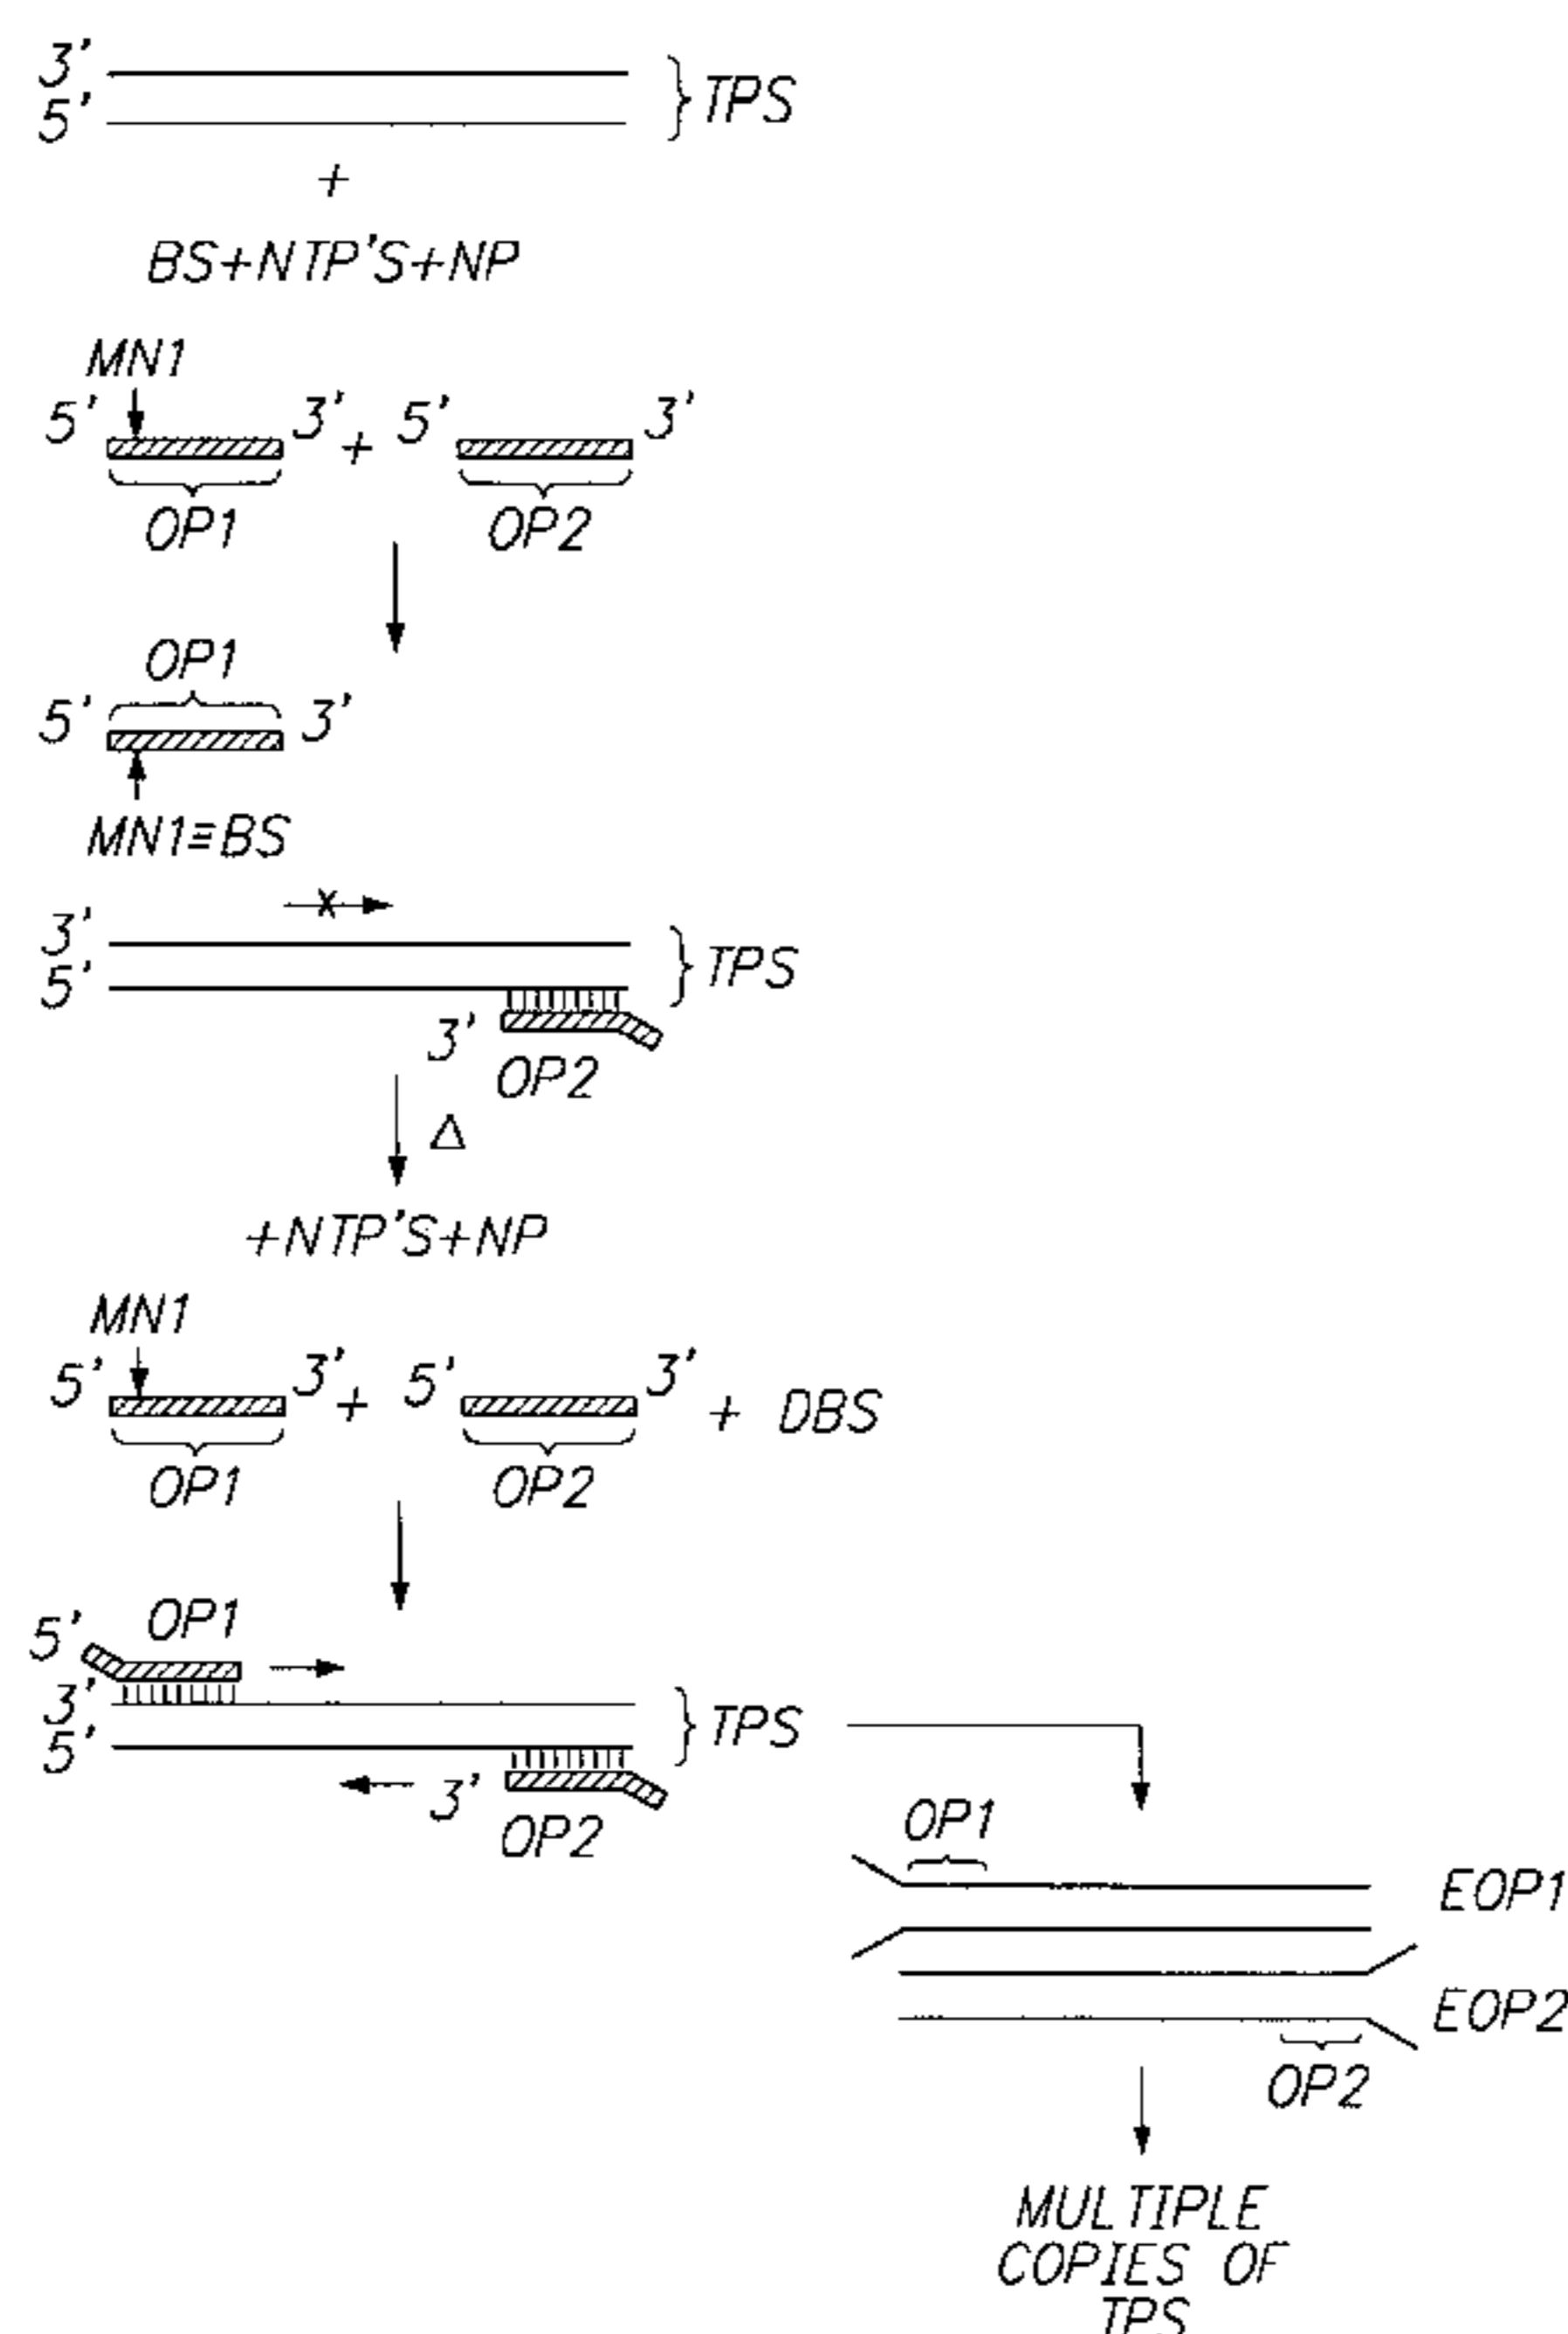 3'
5'
TPS
+
BS+NTP'S+NP
MN1
5' 3' + 5' 3'
OP1 OP2
OP1
5' 3'
MN1≡BS
x
3'
5'
TPS
3'
OP2
Δ
+NTP'S+NP
MN1
5' 3' + 5' 3' + DBS
OP1 OP2
5' OP1
3'
5'
TPS
3'
OP2
OP1
EOP1
EOP2
OP2
MULTIPLE
COPIES OF
TPS